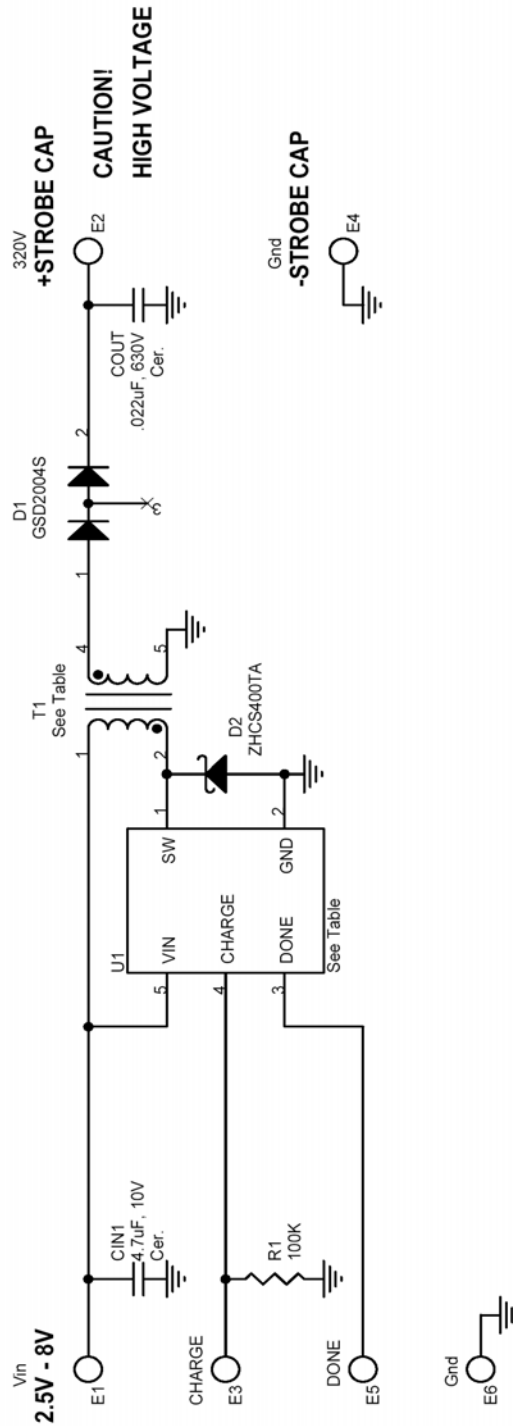 Vin
2.5V - 8V
E1
CIN1
4.7uF, 10V
Cer.
CHARGE
E3
R1
100K
DONE
E5
Gnd
E6
U1
5
VIN
4
CHARGE
3
DONE
SW
1
GND
2
See Table
T1
See Table
1
2
4
5
D2
ZHCS400TA
D1
GSD2004S
1
2
3
COUT
.022uF, 630V
Cer.
320V
+STROBE CAP
E2
CAUTION!
HIGH VOLTAGE
Gnd
-STROBE CAP
E4